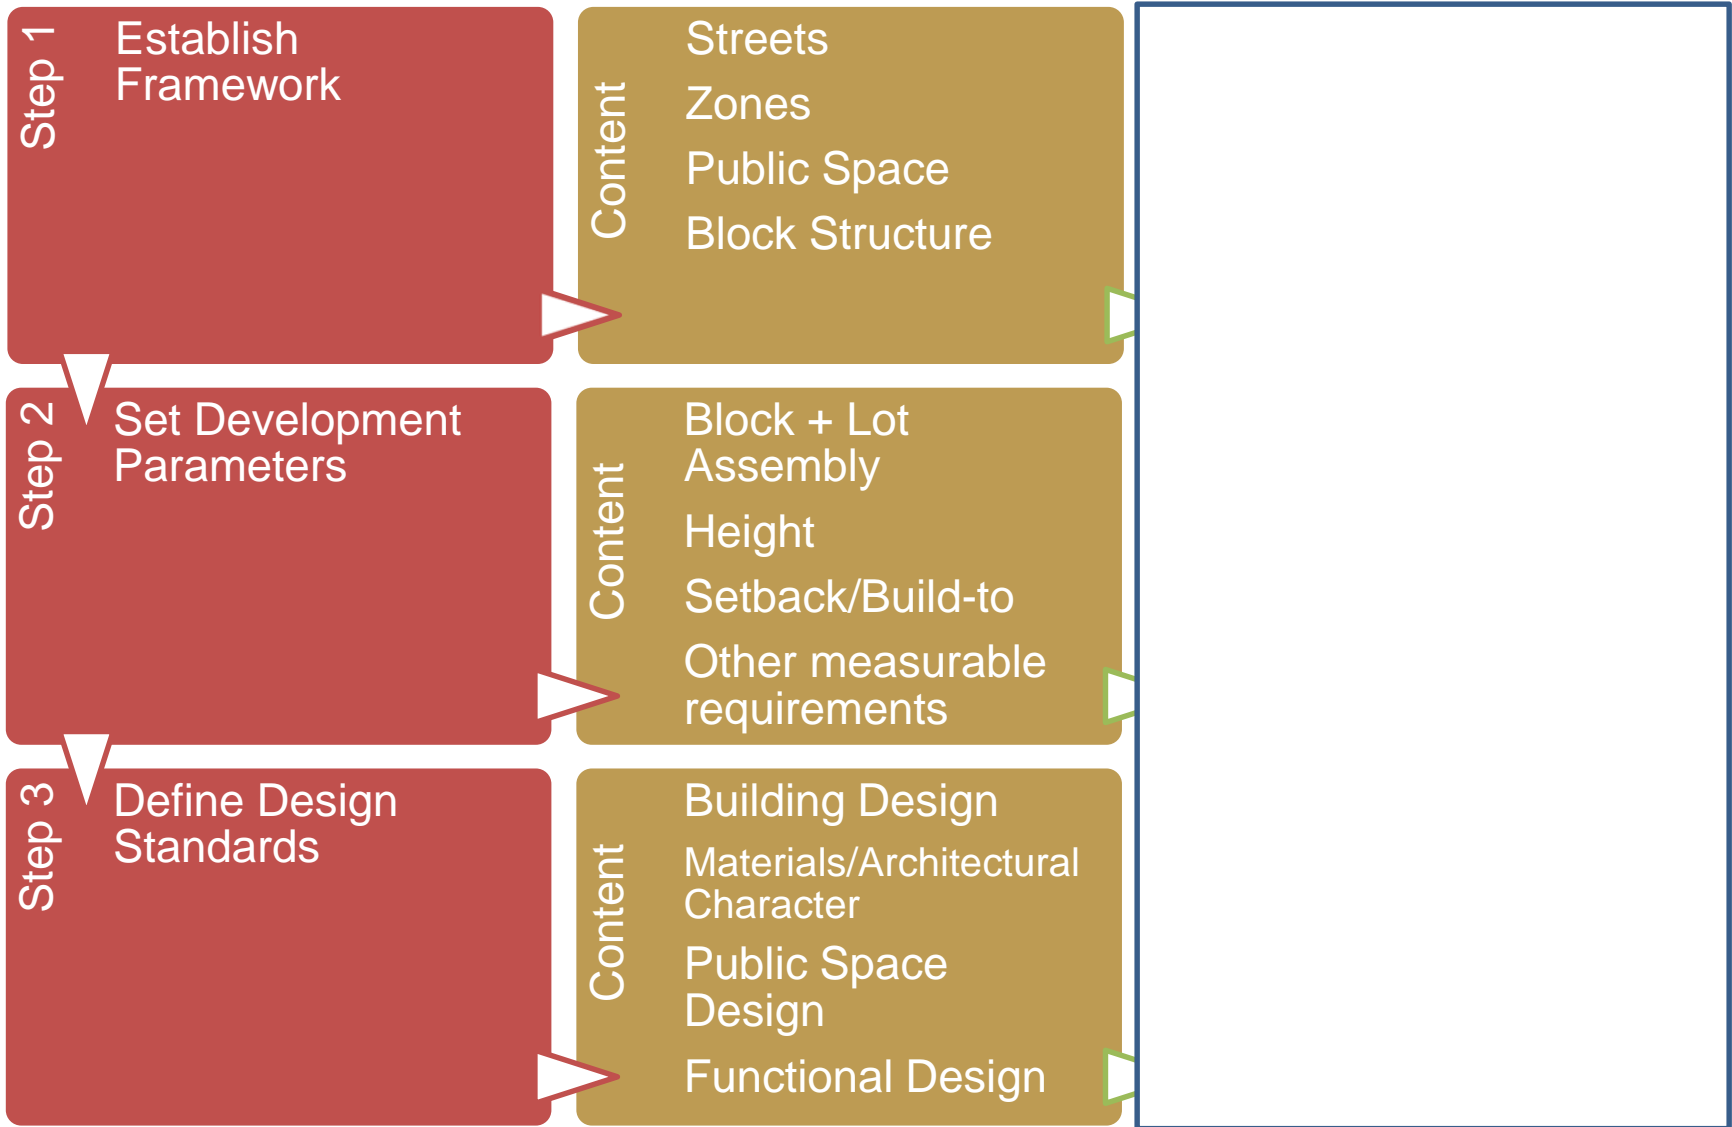 Step 1
Establish
Framework
Content
Streets
Zones
Public Space
Block Structure
Step 2
Set Development
Parameters
Content
Block + Lot
Assembly
Height
Setback/Build-to
Other measurable
requirements
Step 3
Define Design
Standards
Content
Building Design
Materials/Architectural
Character
Public Space
Design
Functional Design